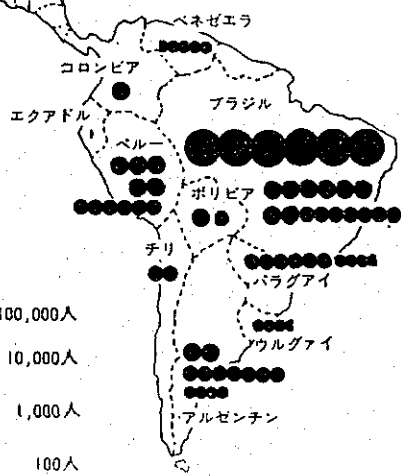 ベネゼエラ
コロンビア
エクアドル
ブラジル
ペルー
ボリビア
チリ
パラグアイ
ウルグァイ
アルゼンチン
100,000人
10,000人
1,000人
100人